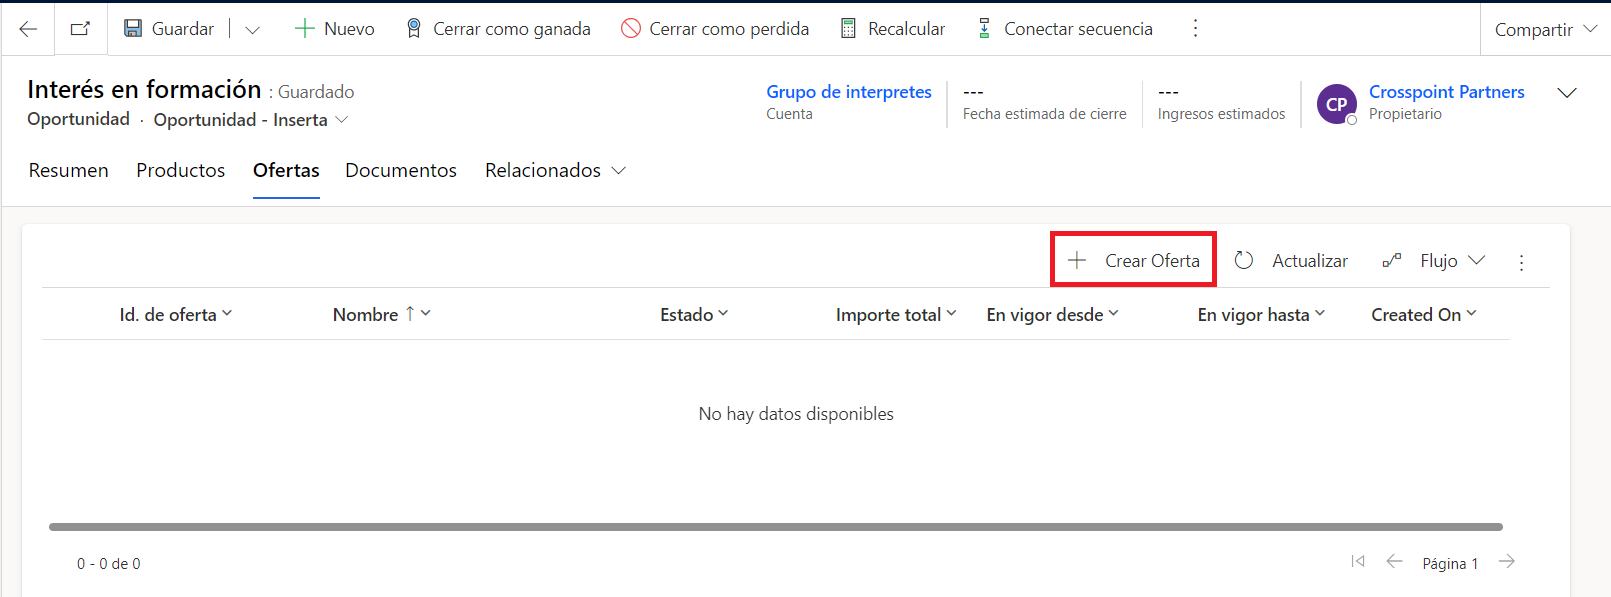 Guardar Nuevo Cerrar como ganada Cerrar como perdida Recalcular Conectar secuencia Compartir
Interés en formación : Guardado
Oportunidad · Oportunidad - Inserta
Grupo de interpretes
Cuenta
---
Fecha estimada de cierre
---
Ingresos estimados
CP
Crosspoint Partners
Propietario
Resumen Productos Ofertas Documentos Relacionados
Crear Oferta Actualizar Flujo
Id. de oferta Nombre Estado Importe total En vigor desde En vigor hasta Created On
No hay datos disponibles
0 - 0 de 0 Página 1